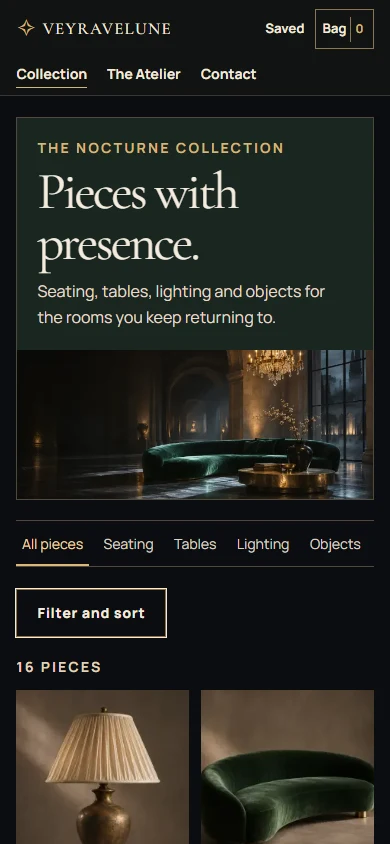 VEYRAVELUNE
Saved
Bag 0
Collection The Atelier Contact
THE NOCTURNE COLLECTION
Pieces with
presence.
Seating, tables, lighting and objects for
the rooms you keep returning to.
All pieces Seating Tables Lighting Objects
Filter and sort
16 PIECES